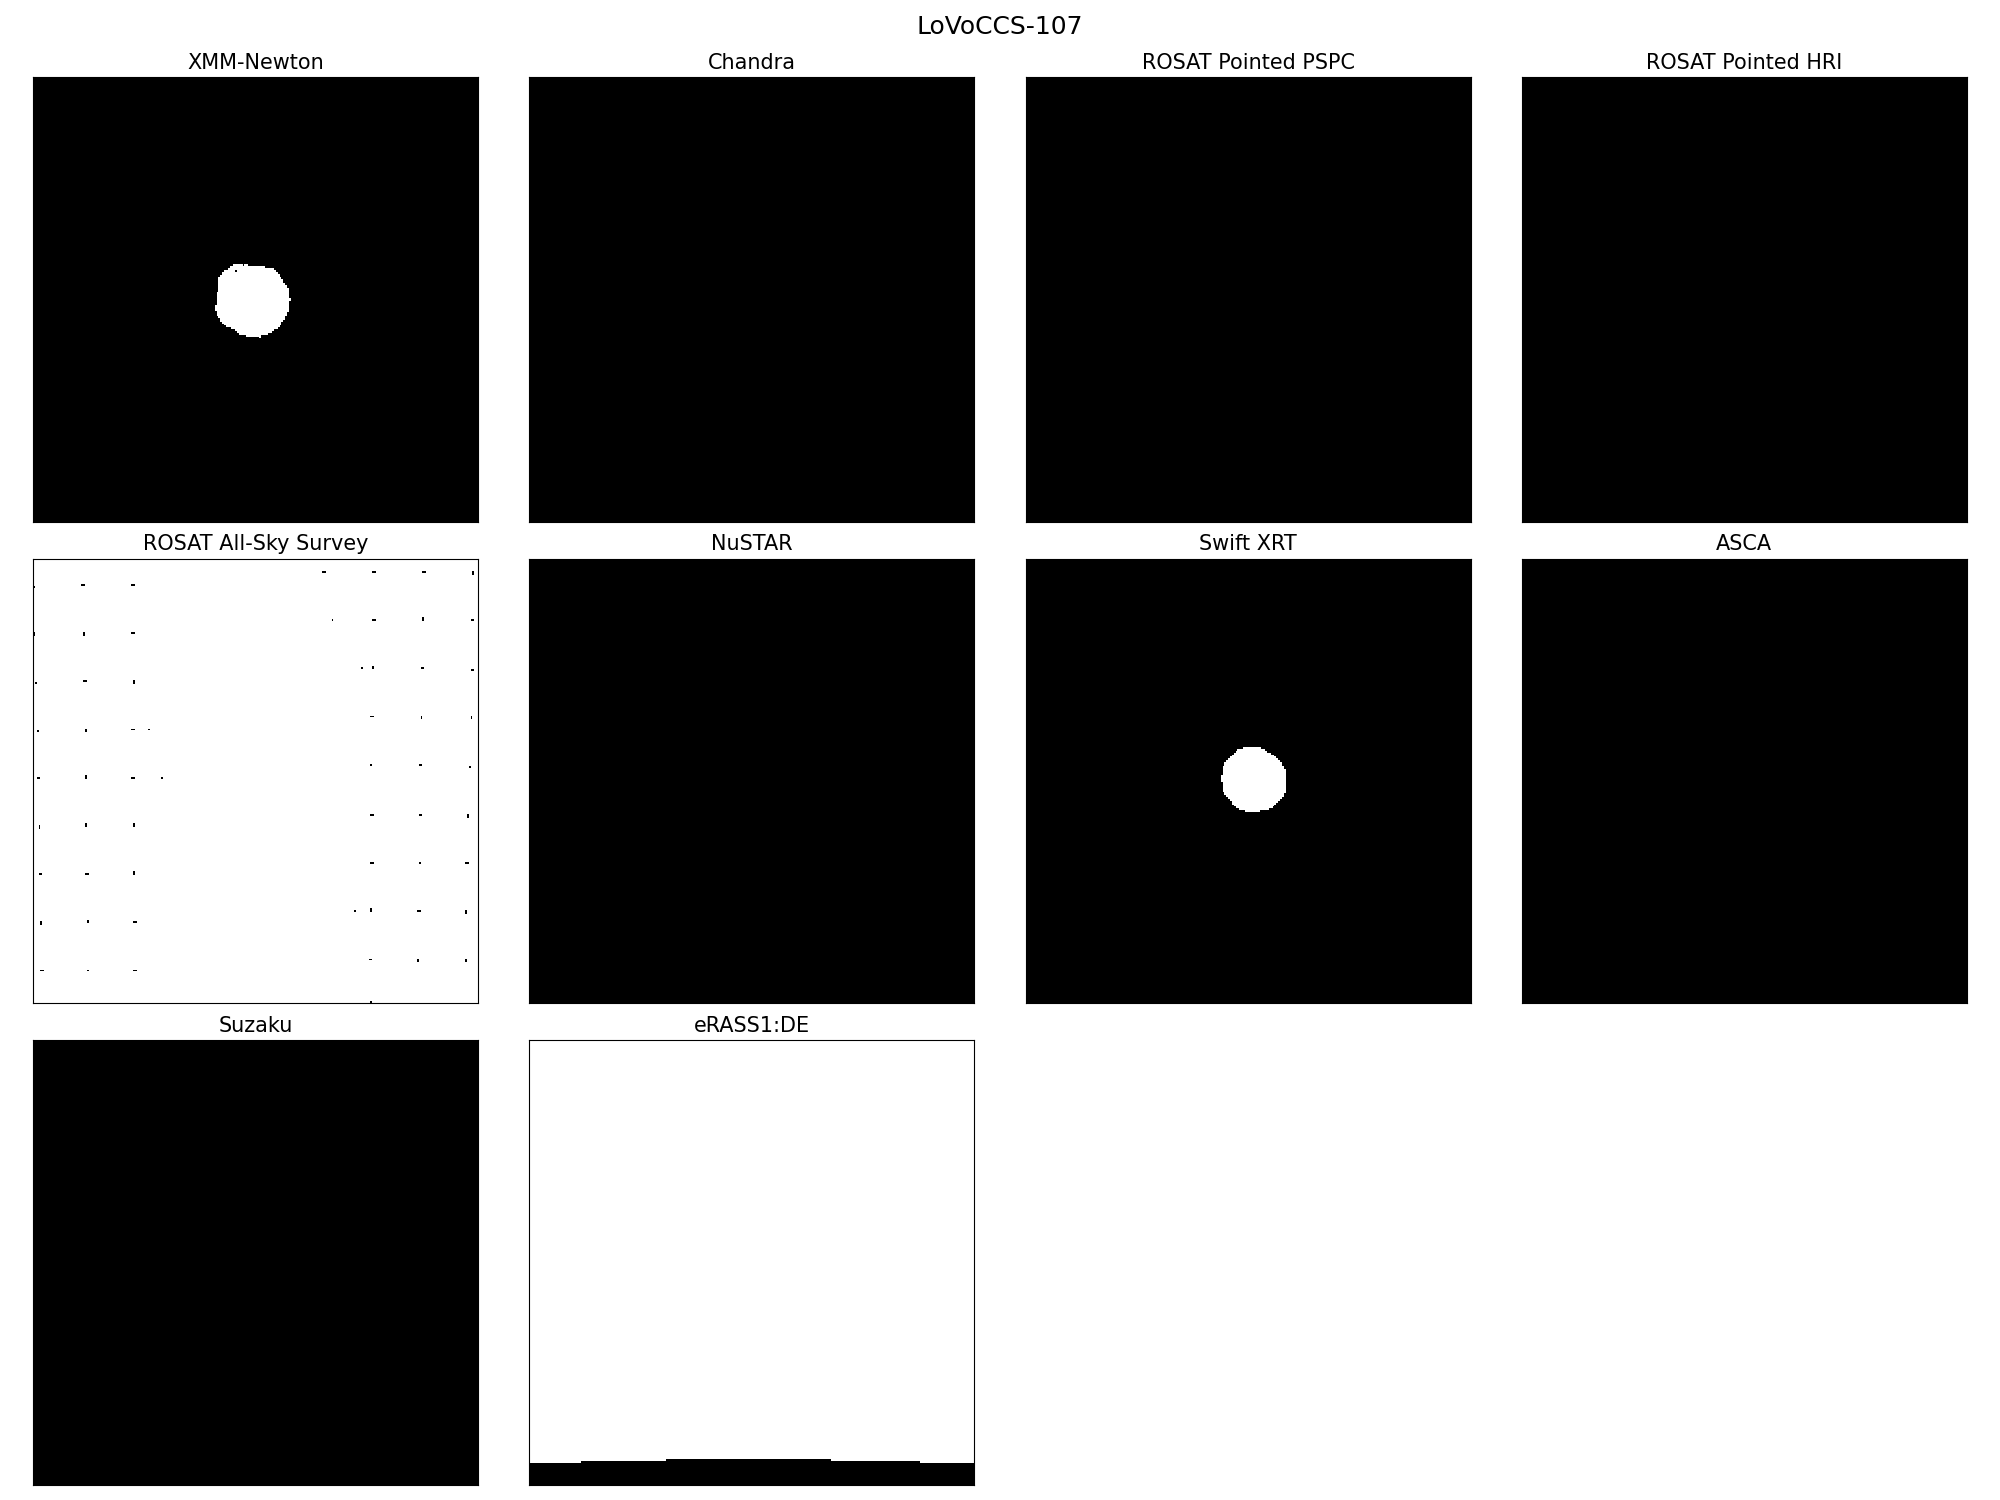 LoVoCCS-107
XMM-Newton
Chandra
ROSAT Pointed PSPC
ROSAT Pointed HRI
ROSAT All-Sky Survey
NuSTAR
Swift XRT
ASCA
Suzaku
eRASS1:DE